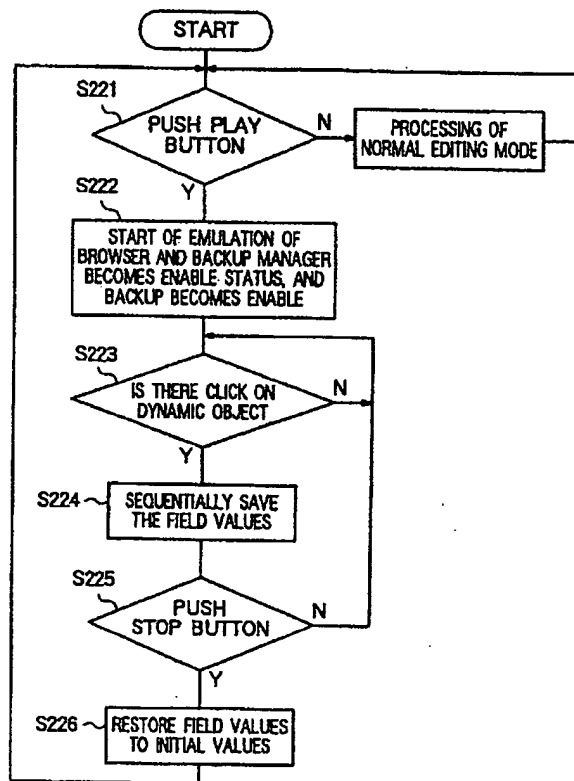 START
S221
PUSH PLAY
BUTTON
N
PROCESSING OF
NORMAL EDITING MODE
Y
S222
START OF EMULATION OF
BROWSER AND BACKUP MANAGER
BECOMES ENABLE STATUS, AND
BACKUP BECOMES ENABLE
S223
IS THERE CLICK ON
DYNAMIC OBJECT
N
Y
S224
SEQUENTIALLY SAVE
THE FIELD VALUES
S225
PUSH
STOP BUTTON
N
Y
S226
RESTORE FIELD VALUES
TO INITIAL VALUES